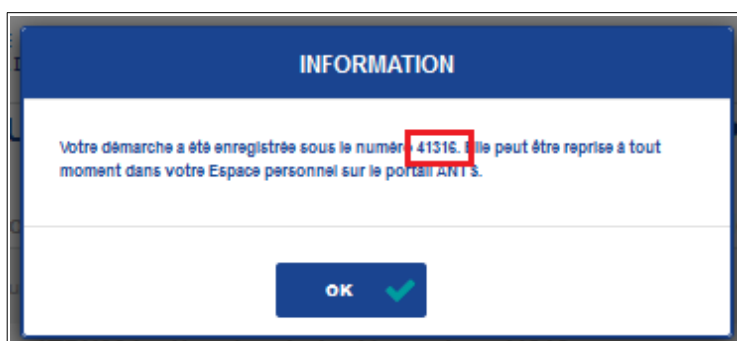 INFORMATION
Votre démarche a été enregistrée sous le numéro 41316. Elle peut être reprise à tout
moment dans votre Espace personnel sur le portail ANTS.
OK